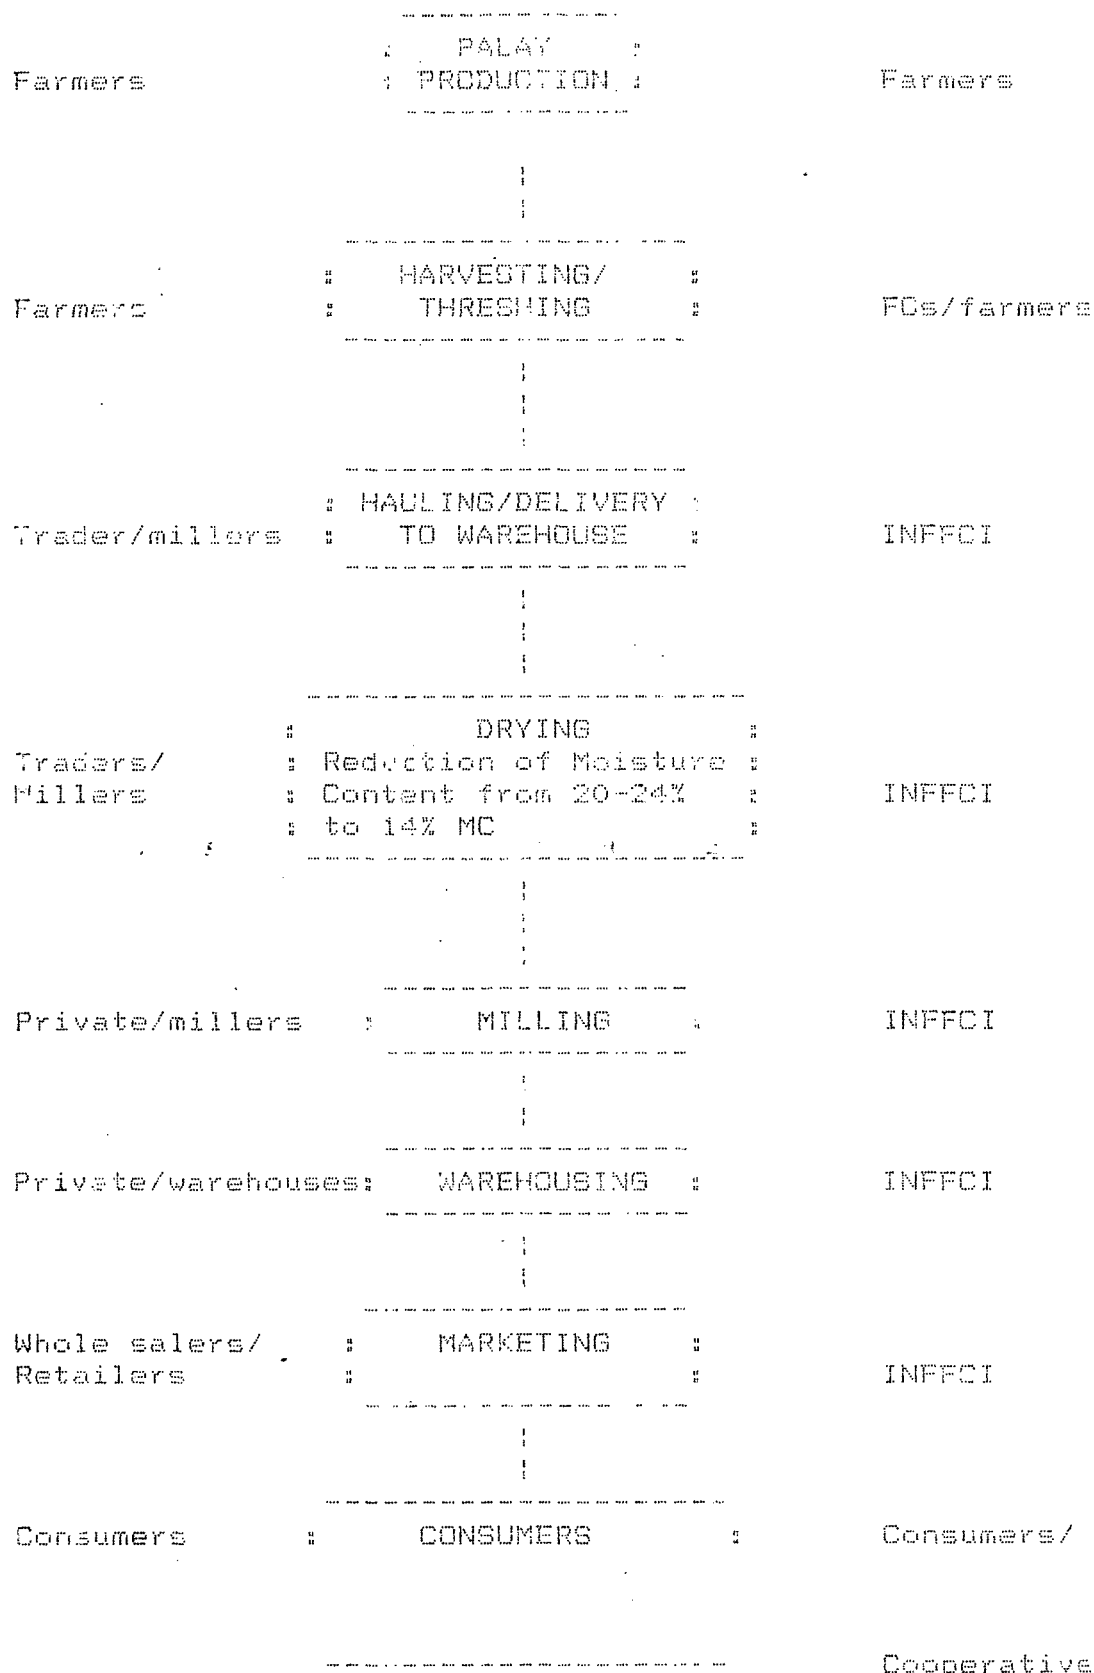 PALAY
Farmers PRODUCTION Farmers
HARVESTING/
Farmers THRESHING FCs/farmers
HAULING/DELIVERY
Trader/millers TO WAREHOUSE INFFCI
DRYING
Traders/ Reduction of Moisture
Millers Content from 20-24% INFFCI
to 14% MC
Private/millers MILLING INFFCI
Private/warehouses: WAREHOUSING INFFCI
Whole salers/ MARKETING
Retailers INFFCI
Consumers CONSUMERS Consumers/
Cooperative